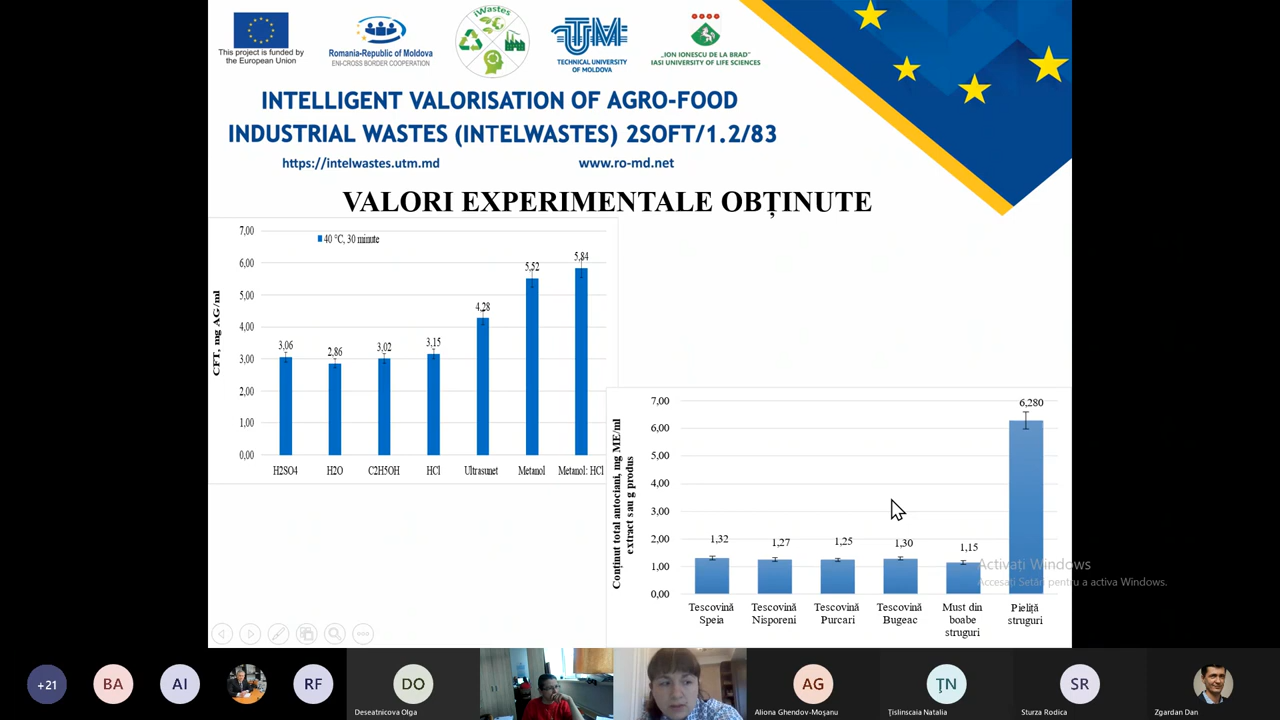 This project is funded by
the European Union
Romania-Republic of Moldova
ENI-CROSS BORDER COOPERATION
iWastes
UTM
TECHNICAL UNIVERSITY
OF MOLDOVA
„ION IONESCU DE LA BRAD”
IASI UNIVERSITY OF LIFE SCIENCES
INTELLIGENT VALORISATION OF AGRO-FOOD
INDUSTRIAL WASTES (INTELWASTES) 2SOFT/1.2/83
https://intelwastes.utm.md
www.ro-md.net
VALORI EXPERIMENTALE OBȚINUTE
CFT, mg AG/ml
7,00
6,00
5,00
4,00
3,00
2,00
1,00
0,00
40 °C, 30 minute
3,06
2,86
3,02
3,15
4,28
5,52
5,84
H2SO4
H2O
C2H5OH
HCl
Ultrasunet
Metanol
Metanol: HCl
Conținut total antociani, mg ME/ml
extract sau g produs
7,00
6,00
5,00
4,00
3,00
2,00
1,00
0,00
1,32
1,27
1,25
1,30
1,15
6,280
Tescovină
Speia
Tescovină
Nisporeni
Tescovină
Purcari
Tescovină
Bugeac
Must din
boabe
struguri
Pieliță
struguri
Activați Windows
Accesați Setări pentru a activa Windows.
+21
BA
AI
RF
DO
Deseatnicova Olga
AG
Aliona Ghendov-Moșanu
ȚN
Țislinscaia Natalia
SR
Sturza Rodica
Zgardan Dan